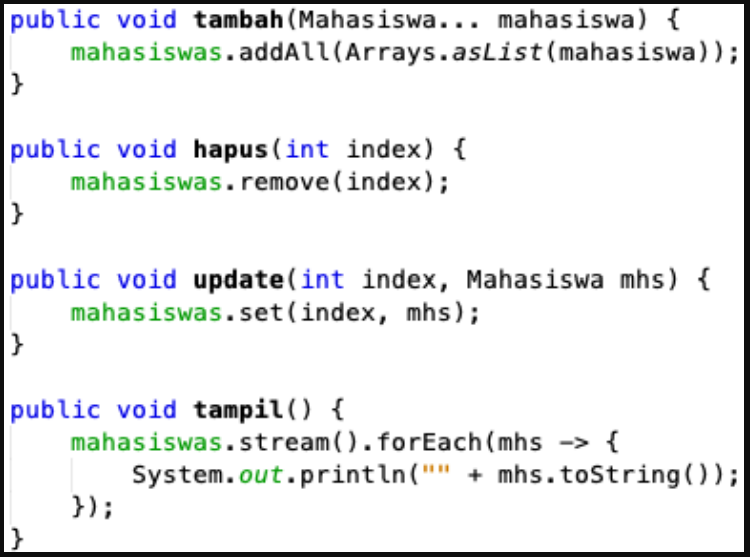 public void tambah(Mahasiswa... mahasiswa) {
    mahasiswas.addAll(Arrays.asList(mahasiswa));
}

public void hapus(int index) {
    mahasiswas.remove(index);
}

public void update(int index, Mahasiswa mhs) {
    mahasiswas.set(index, mhs);
}

public void tampil() {
    mahasiswas.stream().forEach(mhs -> {
        System.out.println("" + mhs.toString());
    });
}